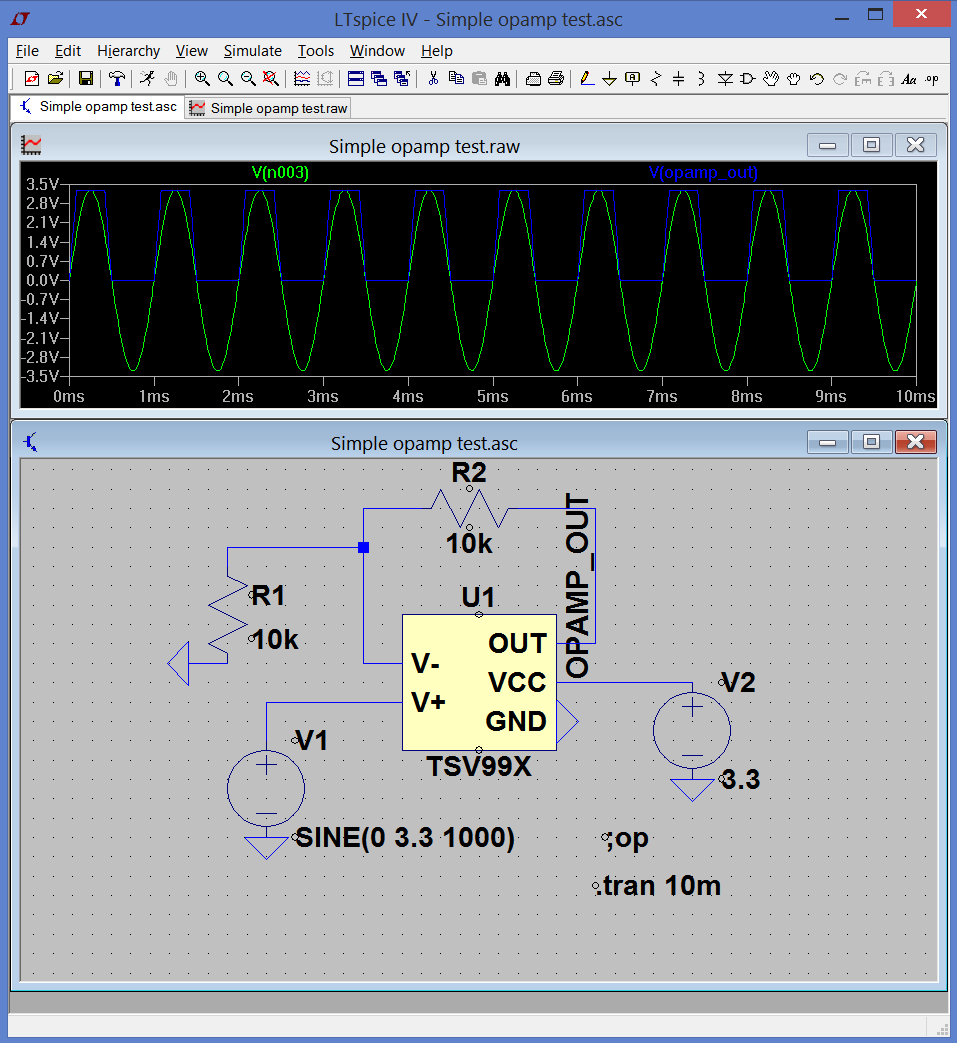 LTspice IV - Simple opamp test.asc
File Edit Hierarchy View Simulate Tools Window Help
Aa .op
Simple opamp test.asc Simple opamp test.raw
Simple opamp test.raw
V(n003) V(opamp_out)
3.5V
2.8V
2.1V
1.4V
0.7V
0.0V
-0.7V
-1.4V
-2.1V
-2.8V
-3.5V
0ms 1ms 2ms 3ms 4ms 5ms 6ms 7ms 8ms 9ms 10ms
Simple opamp test.asc
R2
10k
OPAMP_OUT
R1
10k
U1
OUT
V-
VCC
V+
GND
TSV99X
V2
3.3
V1
SINE(0 3.3 1000)
;op
.tran 10m